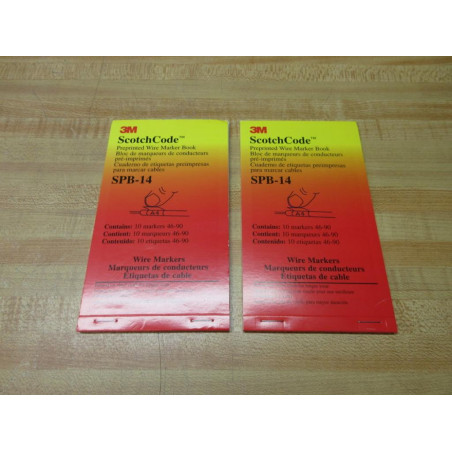 3M
ScotchCode™
Preprinted Wire Marker Book
Bloc de marqueurs de conducteurs
pré-imprimés
Cuaderno de etiquetas preimpresas
para marcar cables
SPB-14
Contains: 10 markers 46-90
Contient: 10 marqueurs 46-90
Contenido: 10 etiquetas 46-90
Wire Markers
Marqueurs de conducteurs
Etiquetas de cable
3M
ScotchCode™
Preprinted Wire Marker Book
Bloc de marqueurs de conducteurs
pré-imprimés
Cuaderno de etiquetas preimpresas
para marcar cables
SPB-14
Contains: 10 markers 46-90
Contient: 10 marqueurs 46-90
Contenido: 10 etiquetas 46-90
Wire Markers
Marqueurs de conducteurs
Etiquetas de cable